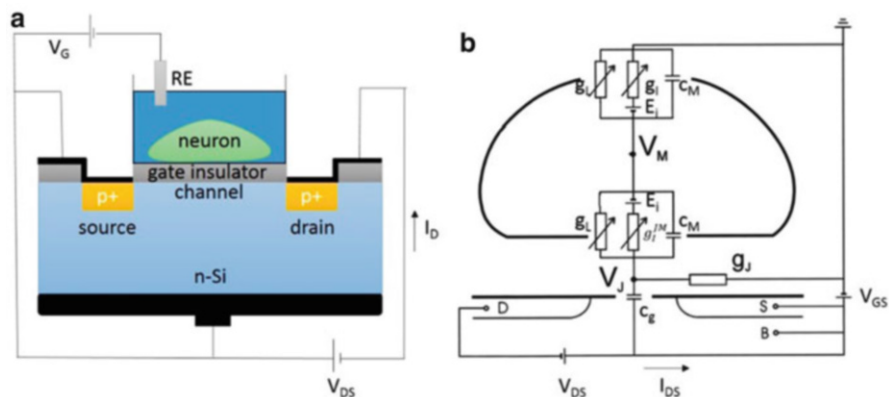 a
V_G
RE
neuron
gate insulator
channel
p+
p+
source
drain
I_D
n-Si
V_DS
b
g_L
g_I
c_M
E_i
V_M
E_i
g_L
g_I^JM
c_M
V_J
g_J
D
c_g
S
V_GS
B
V_DS
I_DS